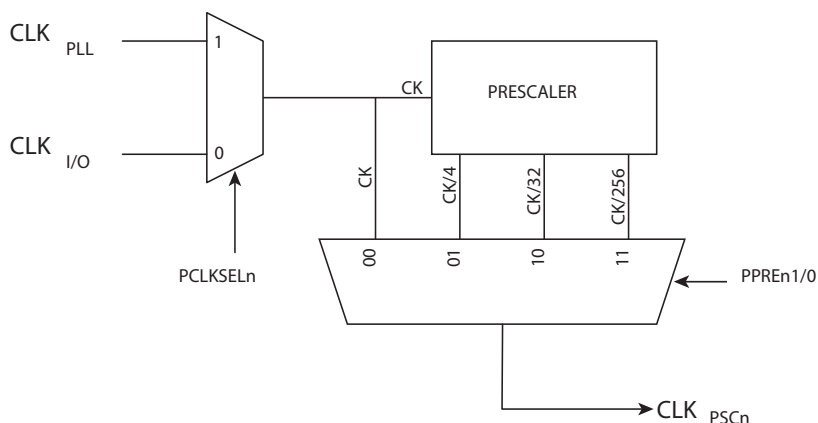 CLK PLL
1
CK
PRESCALER
CLK I/O
0
CK
CK/4
CK/32
CK/256
00
01
10
11
PCLKSELn
PPREn1/0
CLK PSCn